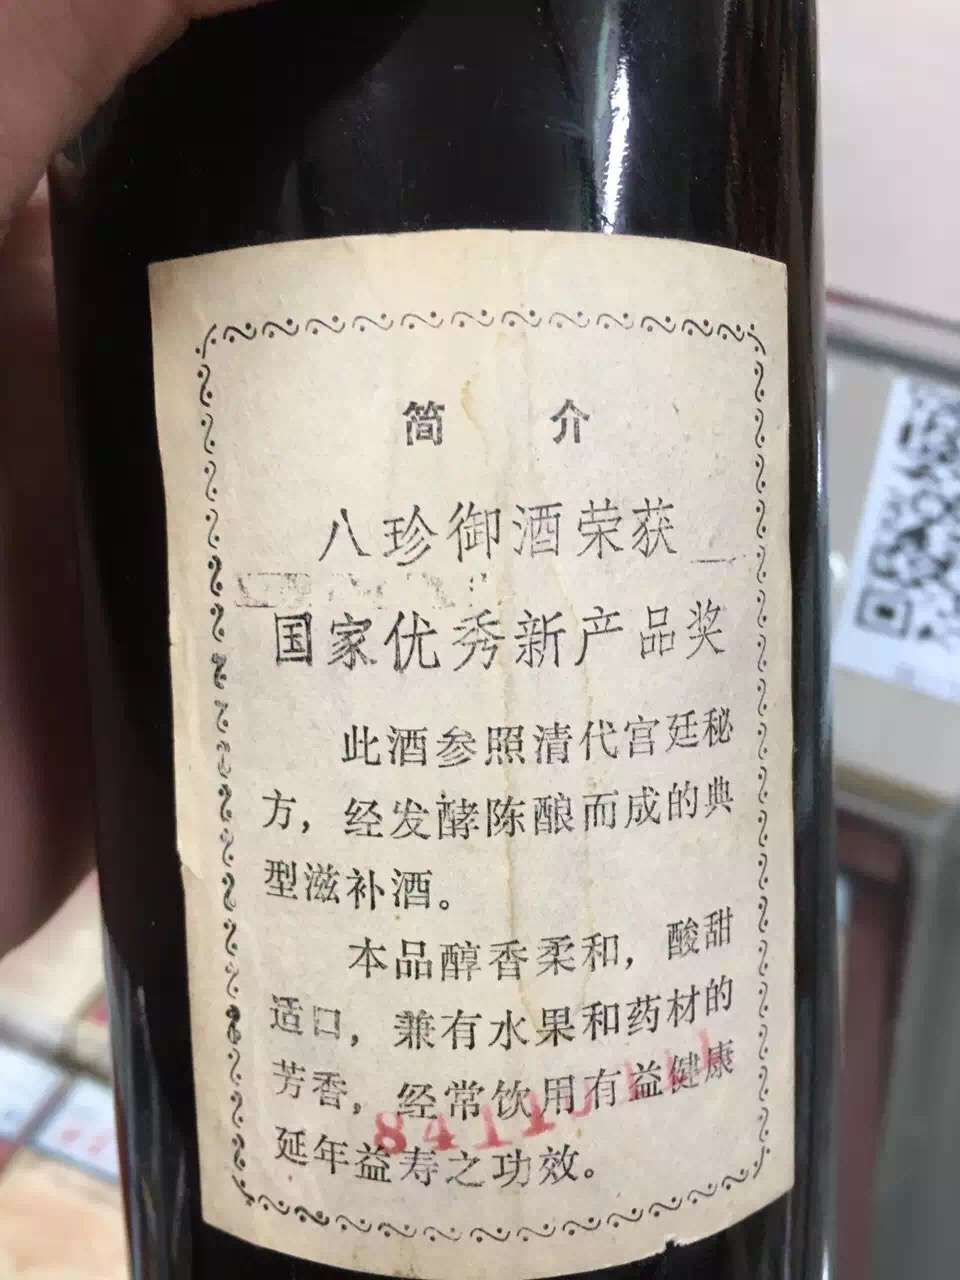 简 介
八珍御酒荣获
国家优秀新产品奖
此酒参照清代宫廷秘
方，经发酵陈酿而成的典
型滋补酒。
本品醇香柔和，酸甜
适口，兼有水果和药材的
芳香，经常饮用有益健康
延年益寿之功效。